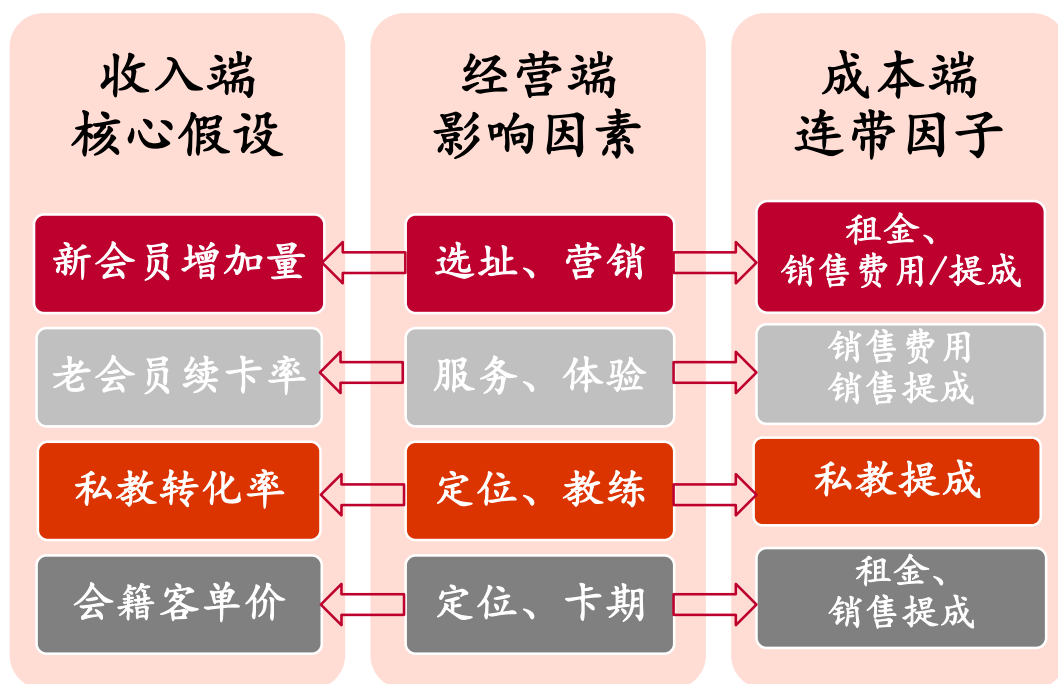 收入端
核心假设
经营端
影响因素
成本端
连带因子
新会员增加量
选址、营销
租金、
销售费用/提成
老会员续卡率
服务、体验
销售费用
销售提成
私教转化率
定位、教练
私教提成
会籍客单价
定位、卡期
租金、
销售提成